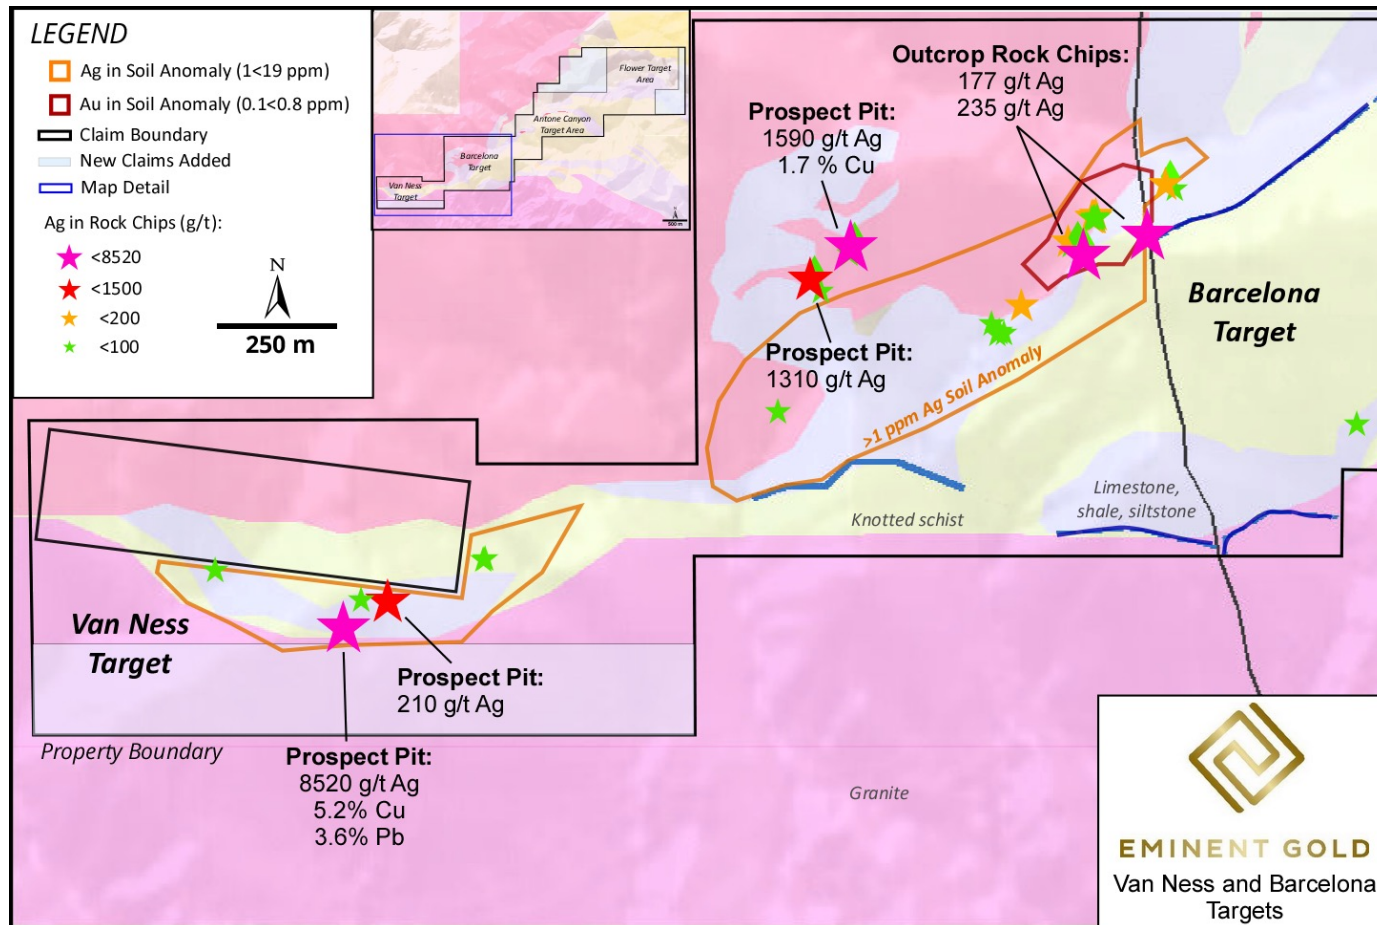 LEGEND
Ag in Soil Anomaly (1<19 ppm)
Au in Soil Anomaly (0.1<0.8 ppm)
Claim Boundary
New Claims Added
Map Detail
Ag in Rock Chips (g/t):
<8520
<1500
<200
<100
N
250 m
Flower Target
Area
Antone Canyon
Target Area
Barcelona
Target
Van Ness
Target
N
500 m
Outcrop Rock Chips:
177 g/t Ag
235 g/t Ag
Prospect Pit:
1590 g/t Ag
1.7 % Cu
Barcelona
Target
Prospect Pit:
1310 g/t Ag
>1 ppm Ag Soil Anomaly
Limestone,
shale, siltstone
Knotted schist
Van Ness
Target
Prospect Pit:
210 g/t Ag
Property Boundary
Prospect Pit:
8520 g/t Ag
5.2% Cu
3.6% Pb
Granite
EMINENT GOLD
Van Ness and Barcelona
Targets